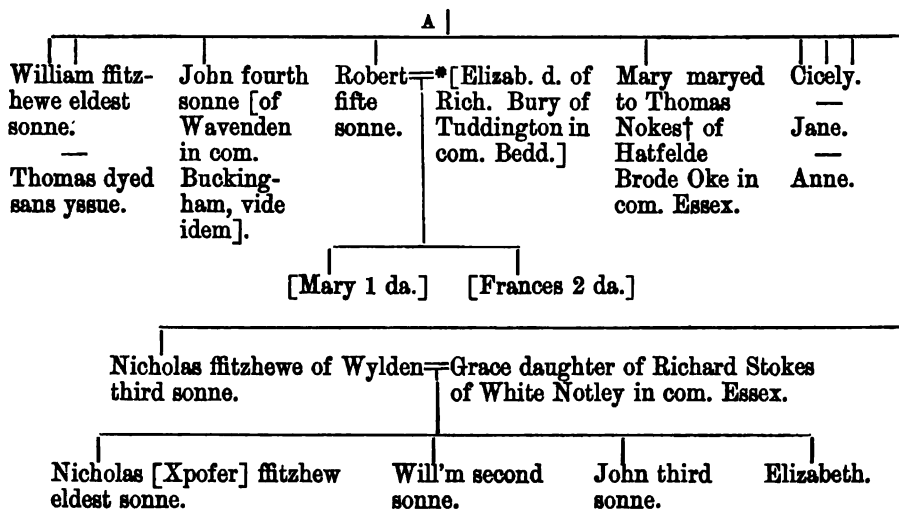 A
William ffitz-
hewe eldest
sonne.
—
Thomas dyed
sans yssue.
John fourth
sonne [of
Wavenden
in com.
Bucking-
ham, vide
idem].
Robert
fifte
sonne.
*[Elizab. d. of
Rich. Bury of
Tuddington in
com. Bedd.]
Mary maryed
to Thomas
Nokes† of
Hatfelde
Brode Oke in
com. Essex.
Cicely.
—
Jane.
—
Anne.
[Mary 1 da.]
[Frances 2 da.]
Nicholas ffitzhewe of Wylden
third sonne.
Grace daughter of Richard Stokes
of White Notley in com. Essex.
Nicholas [Xpofer] ffitzhew
eldest sonne.
Will'm second
sonne.
John third
sonne.
Elizabeth.